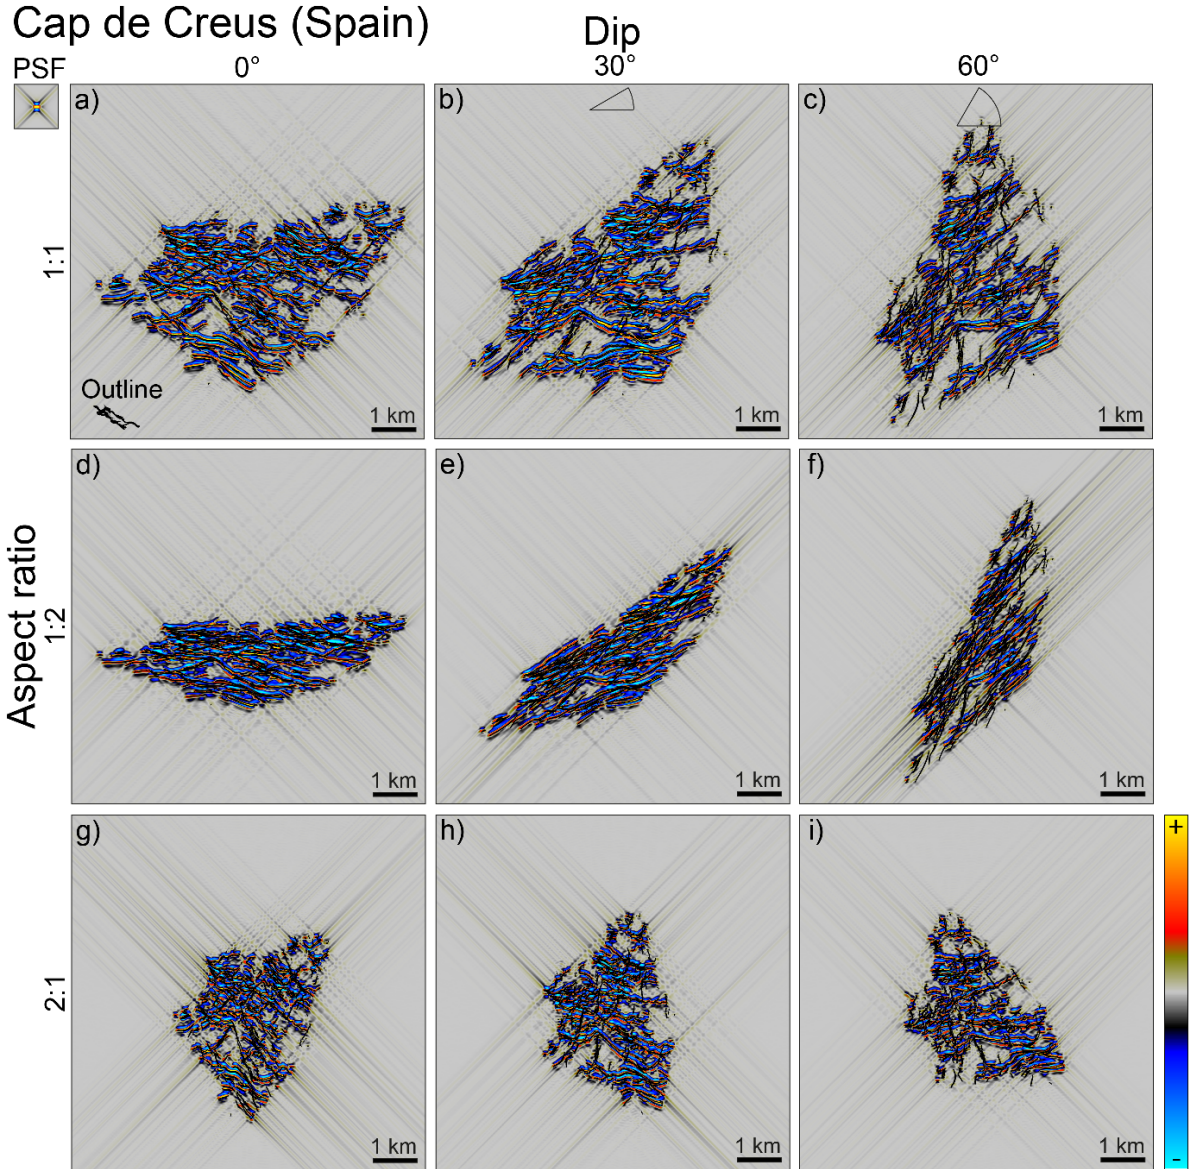 Cap de Creus (Spain)
Dip
PSF
0°
30°
60°
a)
b)
c)
1:1
Outline
1 km
1 km
1 km
d)
e)
f)
Aspect ratio
1:2
1 km
1 km
1 km
g)
h)
i)
+
2:1
1 km
1 km
1 km
-